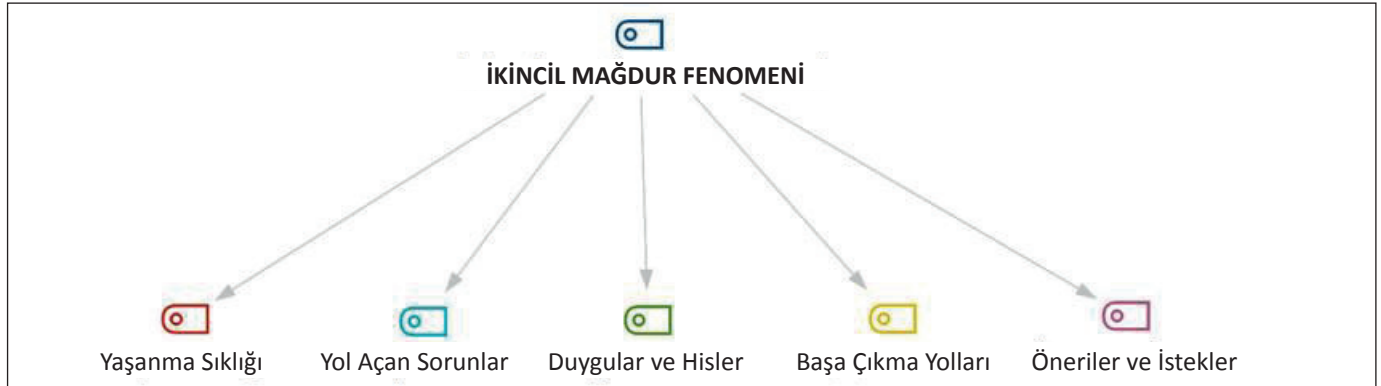 İKİNCİL MAĞDUR FENOMENİ
Yaşanma Sıklığı Yol Açan Sorunlar Duygular ve Hisler Başa Çıkma Yolları Öneriler ve İstekler